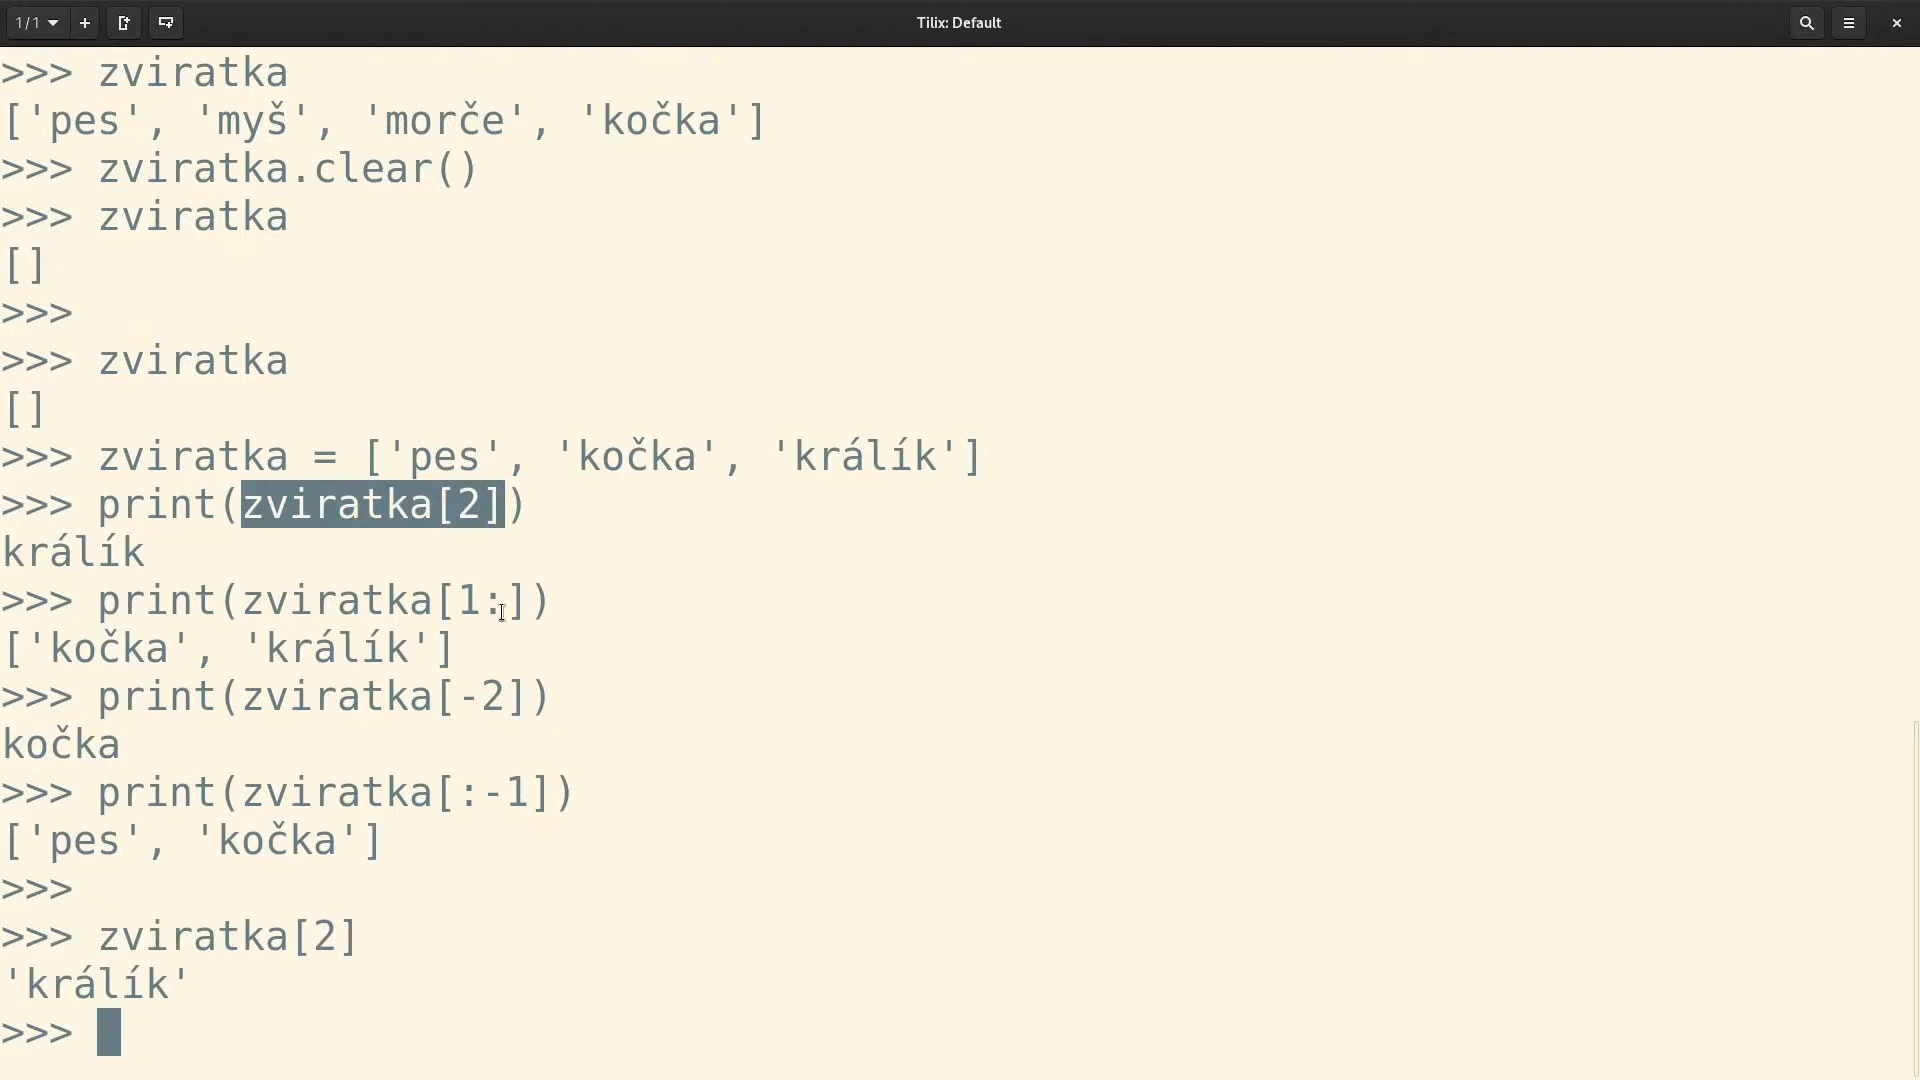 1/1
Tilix: Default
>>> zviratka
['pes', 'myš', 'morče', 'kočka']
>>> zviratka.clear()
>>> zviratka
[]
>>>
>>> zviratka
[]
>>> zviratka = ['pes', 'kočka', 'králík']
>>> print(zviratka[2])
králík
>>> print(zviratka[1:])
['kočka', 'králík']
>>> print(zviratka[-2])
kočka
>>> print(zviratka[:-1])
['pes', 'kočka']
>>>
>>> zviratka[2]
'králík'
>>>